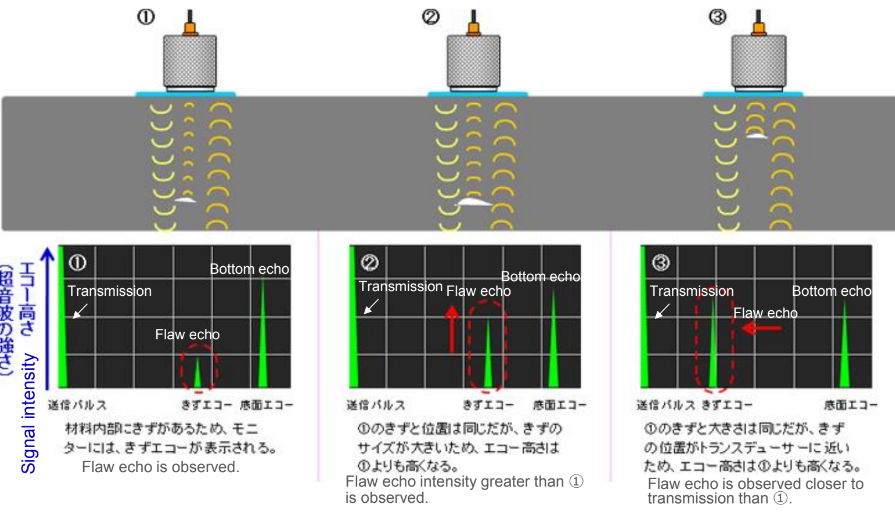 ①
②
③
エコー高さ
(超音波の強さ)
Signal intensity
①
Transmission
Bottom echo
Flaw echo
送信パルス きずエコー 底面エコー
材料内部にきずがあるため、モニ
ターには、きずエコーが表示される。
Flaw echo is observed.
②
Transmission
Flaw echo
Bottom echo
送信パルス きずエコー 底面エコー
①のきずと位置は同じだが、きずの
サイズが大きいため、エコー高さは
①よりも高くなる。
Flaw echo intensity greater than ①
is observed.
③
Transmission
Bottom echo
Flaw echo
送信パルス きずエコー 底面エコー
①のきずと大きさは同じだが、きず
の位置がトランスデューサーに近い
ため、エコー高さは①よりも高くなる。
Flaw echo is observed closer to
transmission than ①.